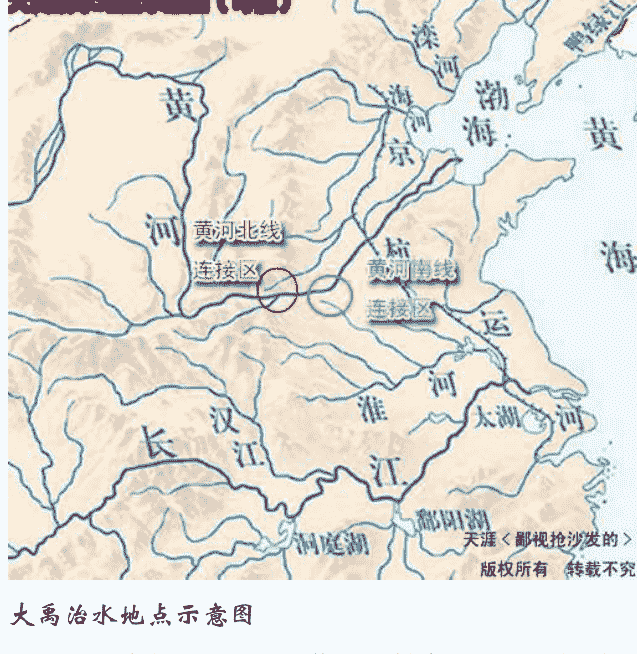 鸭绿江
滦河
渤海
黄海
海河
黄河
京杭运河
黄河北线
连接区
黄河南线
连接区
淮河
汉江
长江
太湖
鄱阳湖
洞庭湖
天涯<鄙视抢沙发的>
版权所有 转载不究
大禹治水地点示意图